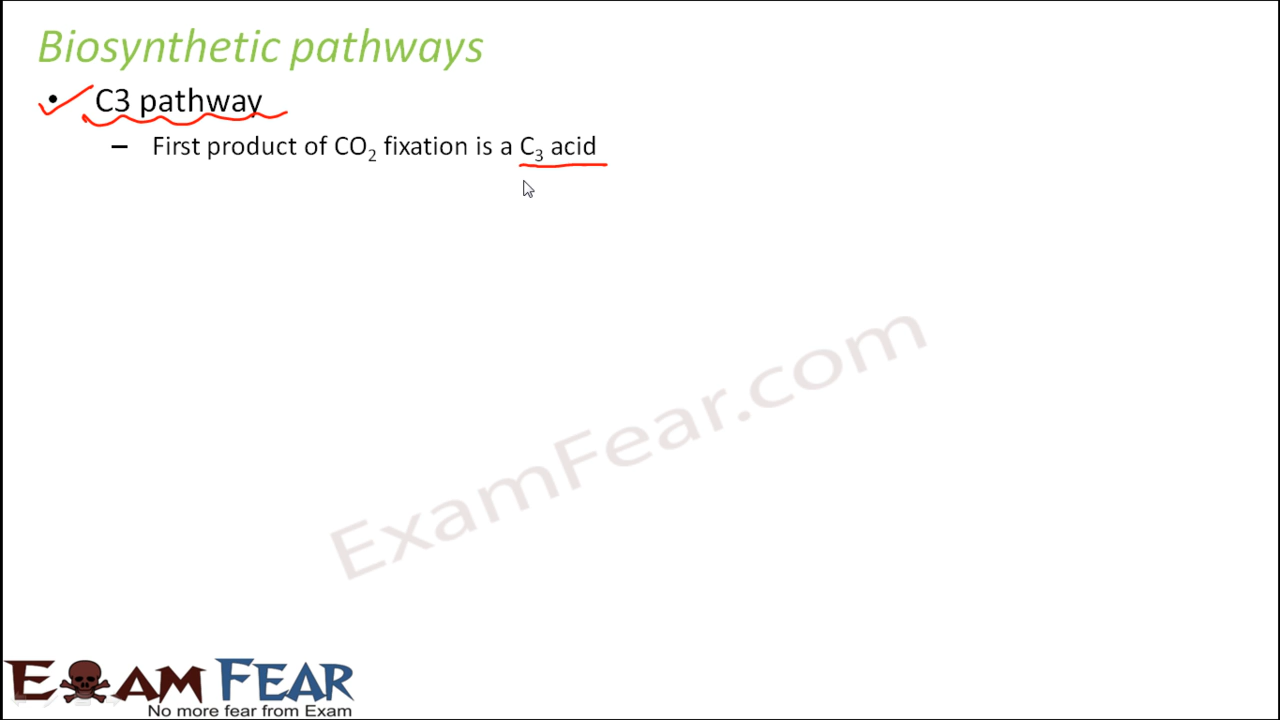 Biosynthetic pathways
• C3 pathway
– First product of CO₂ fixation is a C₃ acid
ExamFear.com
EXAM FEAR
No more fear from Exam